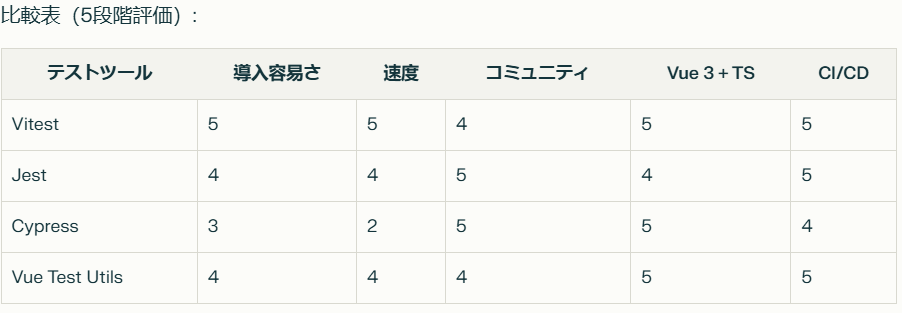 比較表（5段階評価）:
テストツール 導入容易さ 速度 コミュニティ Vue 3 + TS CI/CD
Vitest 5 5 4 5 5
Jest 4 4 5 4 5
Cypress 3 2 5 5 4
Vue Test Utils 4 4 4 5 5